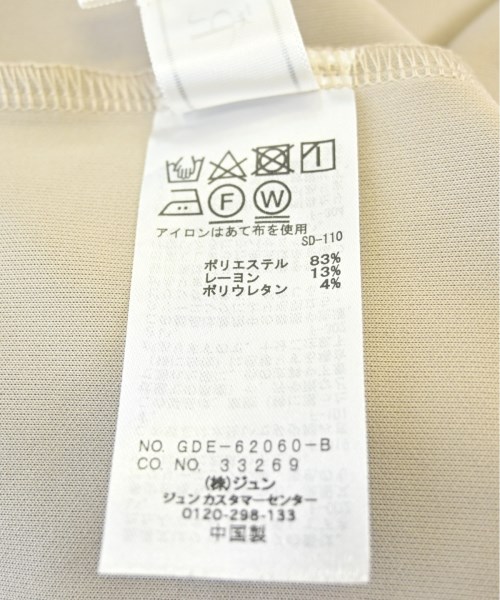 F W
アイロンはあて布を使用
SD-110
ポリエステル 83%
レーヨン 13%
ポリウレタン 4%
NO. GDE-62060-B
CO. NO. 33269
(株)ジュン
ジュン カスタマーセンター
0120-298-133
中国製